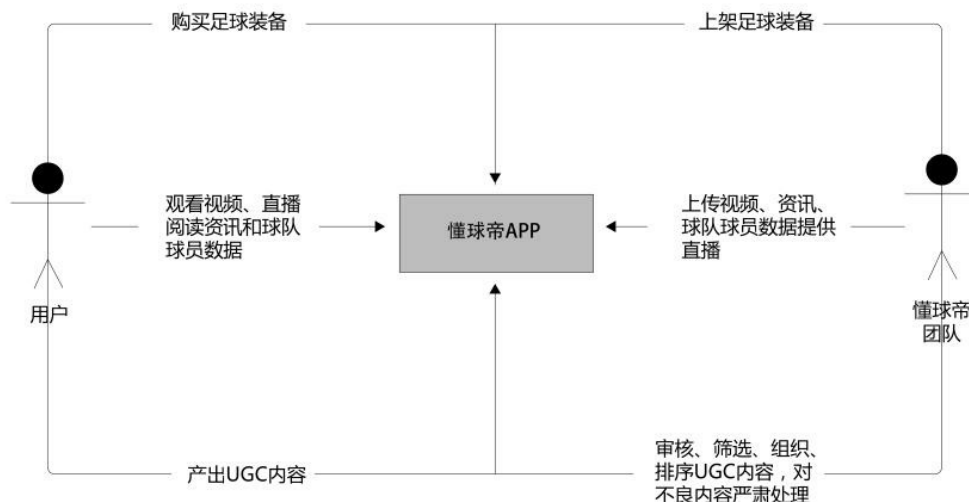 购买足球装备
上架足球装备
观看视频、直播
阅读资讯和球队
球员数据
懂球帝APP
上传视频、资讯、
球队球员数据提供
直播
用户
懂球帝
团队
产出UGC内容
审核、筛选、组织、
排序UGC内容，对
不良内容严肃处理